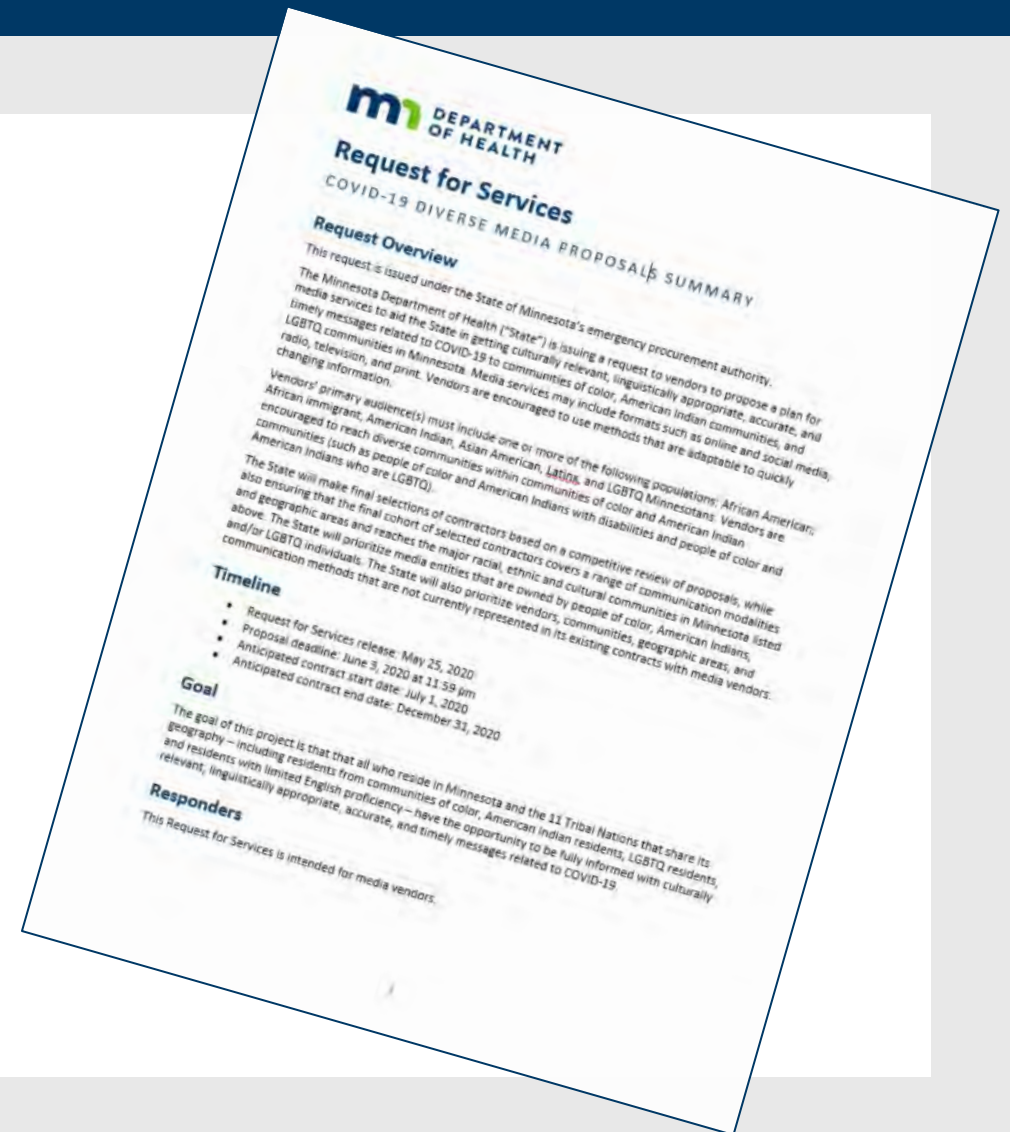 mn DEPARTMENT
OF HEALTH
Request for Services
COVID-19 DIVERSE MEDIA PROPOSALS SUMMARY
Request Overview
This request is issued under the State of Minnesota's emergency procurement authority.
The Minnesota Department of Health ("State") is issuing a request to vendors to propose a plan for
media services to aid the State in getting culturally relevant, linguistically appropriate, accurate, and
timely messages related to COVID-19 to communities of color, American Indian communities, and
LGBTQ communities in Minnesota. Media services may include formats such as online and social media,
radio, television, and print. Vendors are encouraged to use methods that are adaptable to quickly
changing information.
Vendors' primary audience(s) must include one or more of the following populations: African American,
African immigrant, American Indian, Asian American, Latinx, and LGBTQ Minnesotans. Vendors are
encouraged to reach diverse communities within communities of color and American Indian
communities (such as people of color and American Indians with disabilities and people of color and
American Indians who are LGBTQ).
The State will make final selections of contractors based on a competitive review of proposals, while
also ensuring that the final cohort of selected contractors covers a range of communication modalities
and geographic areas and reaches the major racial, ethnic and cultural communities in Minnesota listed
above. The State will prioritize media entities that are owned by people of color, American Indians,
and/or LGBTQ individuals. The State will also prioritize vendors, communities, geographic areas, and
communication methods that are not currently represented in its existing contracts with media vendors.
Timeline
• Request for Services release: May 25, 2020
• Proposal deadline: June 3, 2020 at 11:59 pm
• Anticipated contract start date: July 1, 2020
• Anticipated contract end date: December 31, 2020
Goal
The goal of this project is that that all who reside in Minnesota and the 11 Tribal Nations that share its
geography – including residents from communities of color, American Indian residents, LGBTQ residents,
and residents with limited English proficiency – have the opportunity to be fully informed with culturally
relevant, linguistically appropriate, accurate, and timely messages related to COVID-19.
Responders
This Request for Services is intended for media vendors.